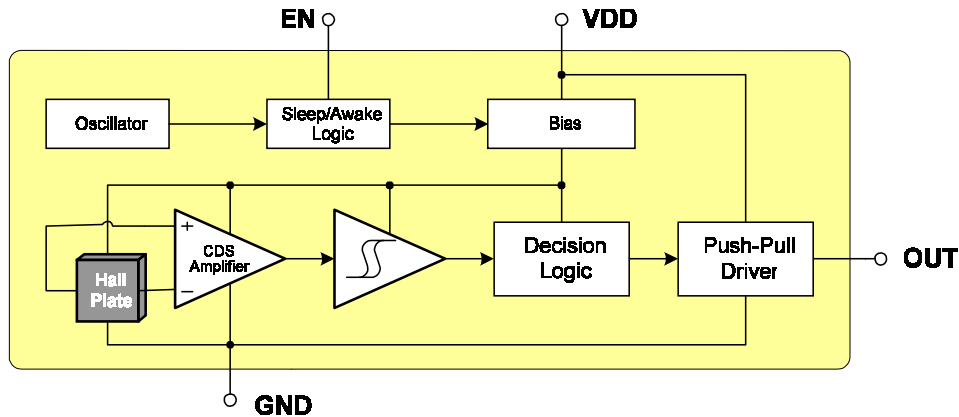 EN
VDD
Oscillator
Sleep/Awake
Logic
Bias
+
CDS
Amplifier
−
Hall
Plate
Decision
Logic
Push-Pull
Driver
OUT
GND